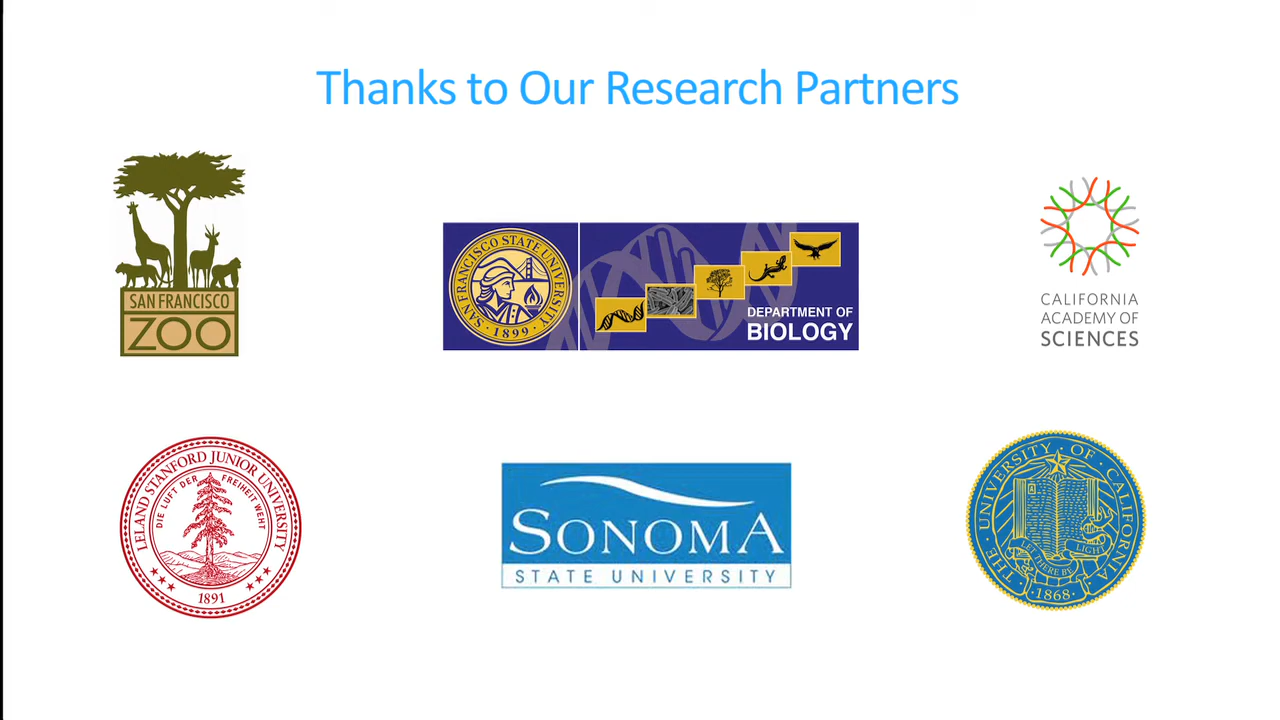 Thanks to Our Research Partners
SAN FRANCISCO
ZOO
SAN FRANCISCO STATE UNIVERSITY
· 1899 ·
DEPARTMENT OF
BIOLOGY
CALIFORNIA
ACADEMY OF
SCIENCES
LELAND STANFORD JUNIOR UNIVERSITY
DIE LUFT DER FREIHEIT WEHT
1891
SONOMA
STATE UNIVERSITY
· THE · UNIVERSITY · OF · CALIFORNIA ·
LET THERE BE
LIGHT
·1868·